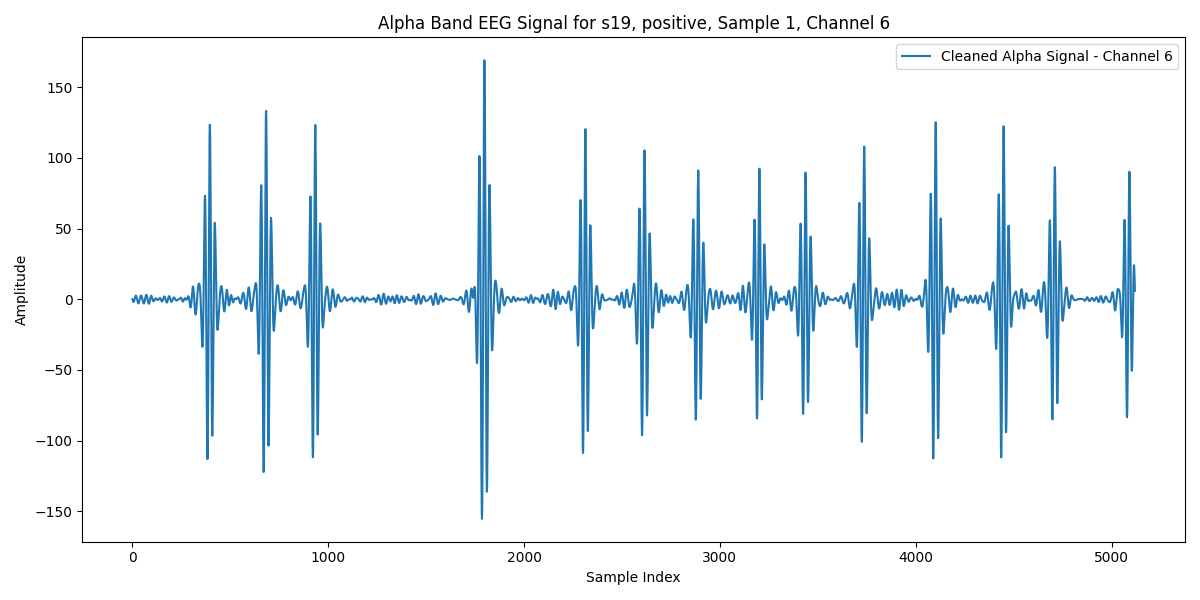 Alpha Band EEG Signal for s19, positive, Sample 1, Channel 6
Cleaned Alpha Signal - Channel 6
Amplitude
150
100
50
0
−50
−100
−150
0 1000 2000 3000 4000 5000
Sample Index